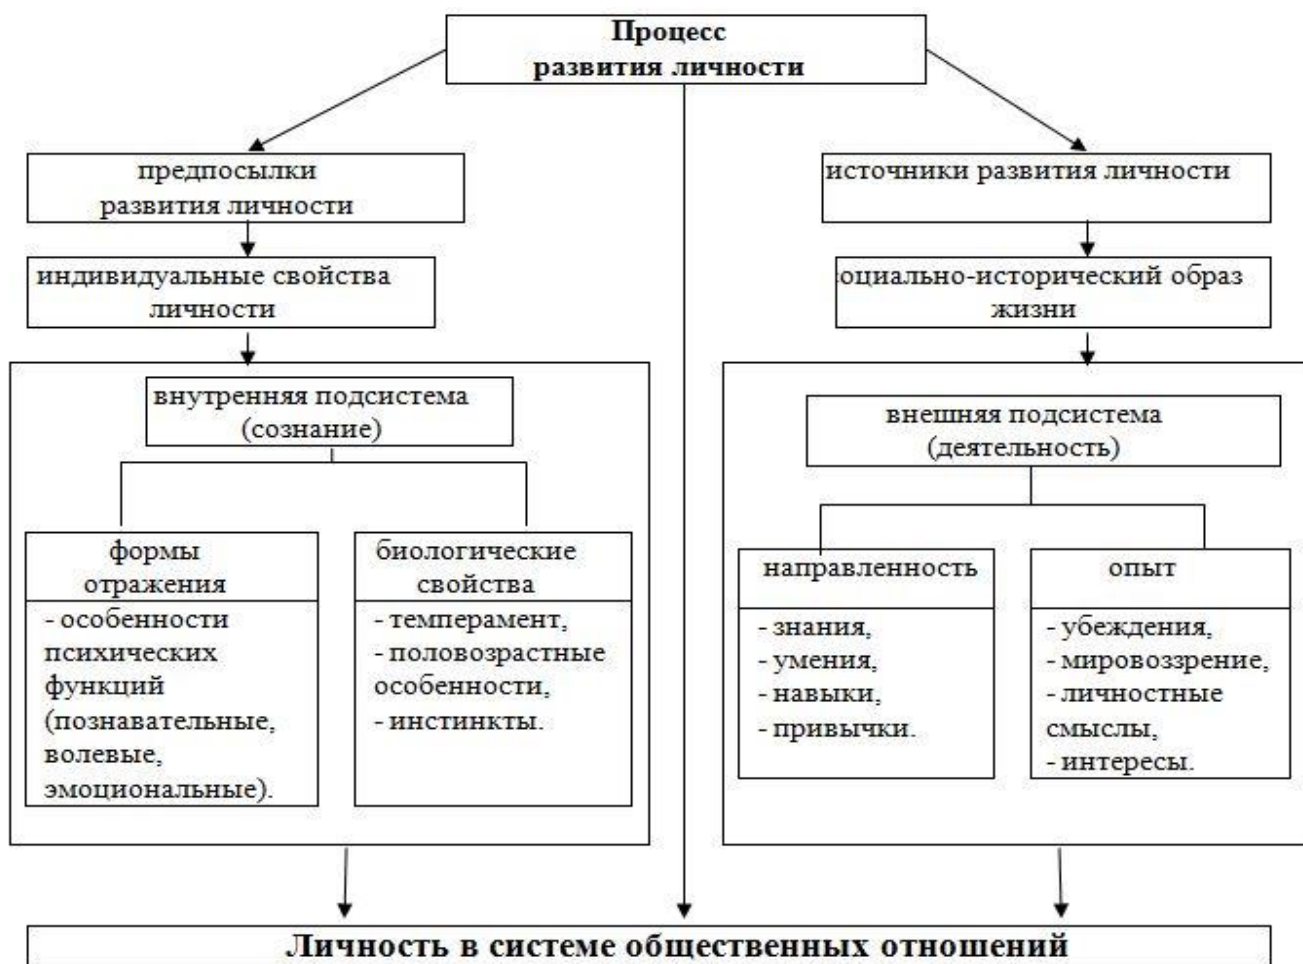 Процесс
развития личности
предпосылки
развития личности
источники развития личности
индивидуальные свойства
личности
социально-исторический образ
жизни
внутренняя подсистема
(сознание)
внешняя подсистема
(деятельность)
формы
отражения
- особенности
психических
функций
(познавательные,
волевые,
эмоциональные).
биологические
свойства
- темперамент,
- половозрастные
особенности,
- инстинкты.
направленность
- знания,
- умения,
- навыки,
- привычки.
опыт
- убеждения,
- мировоззрение,
- личностные
смыслы,
- интересы.
Личность в системе общественных отношений